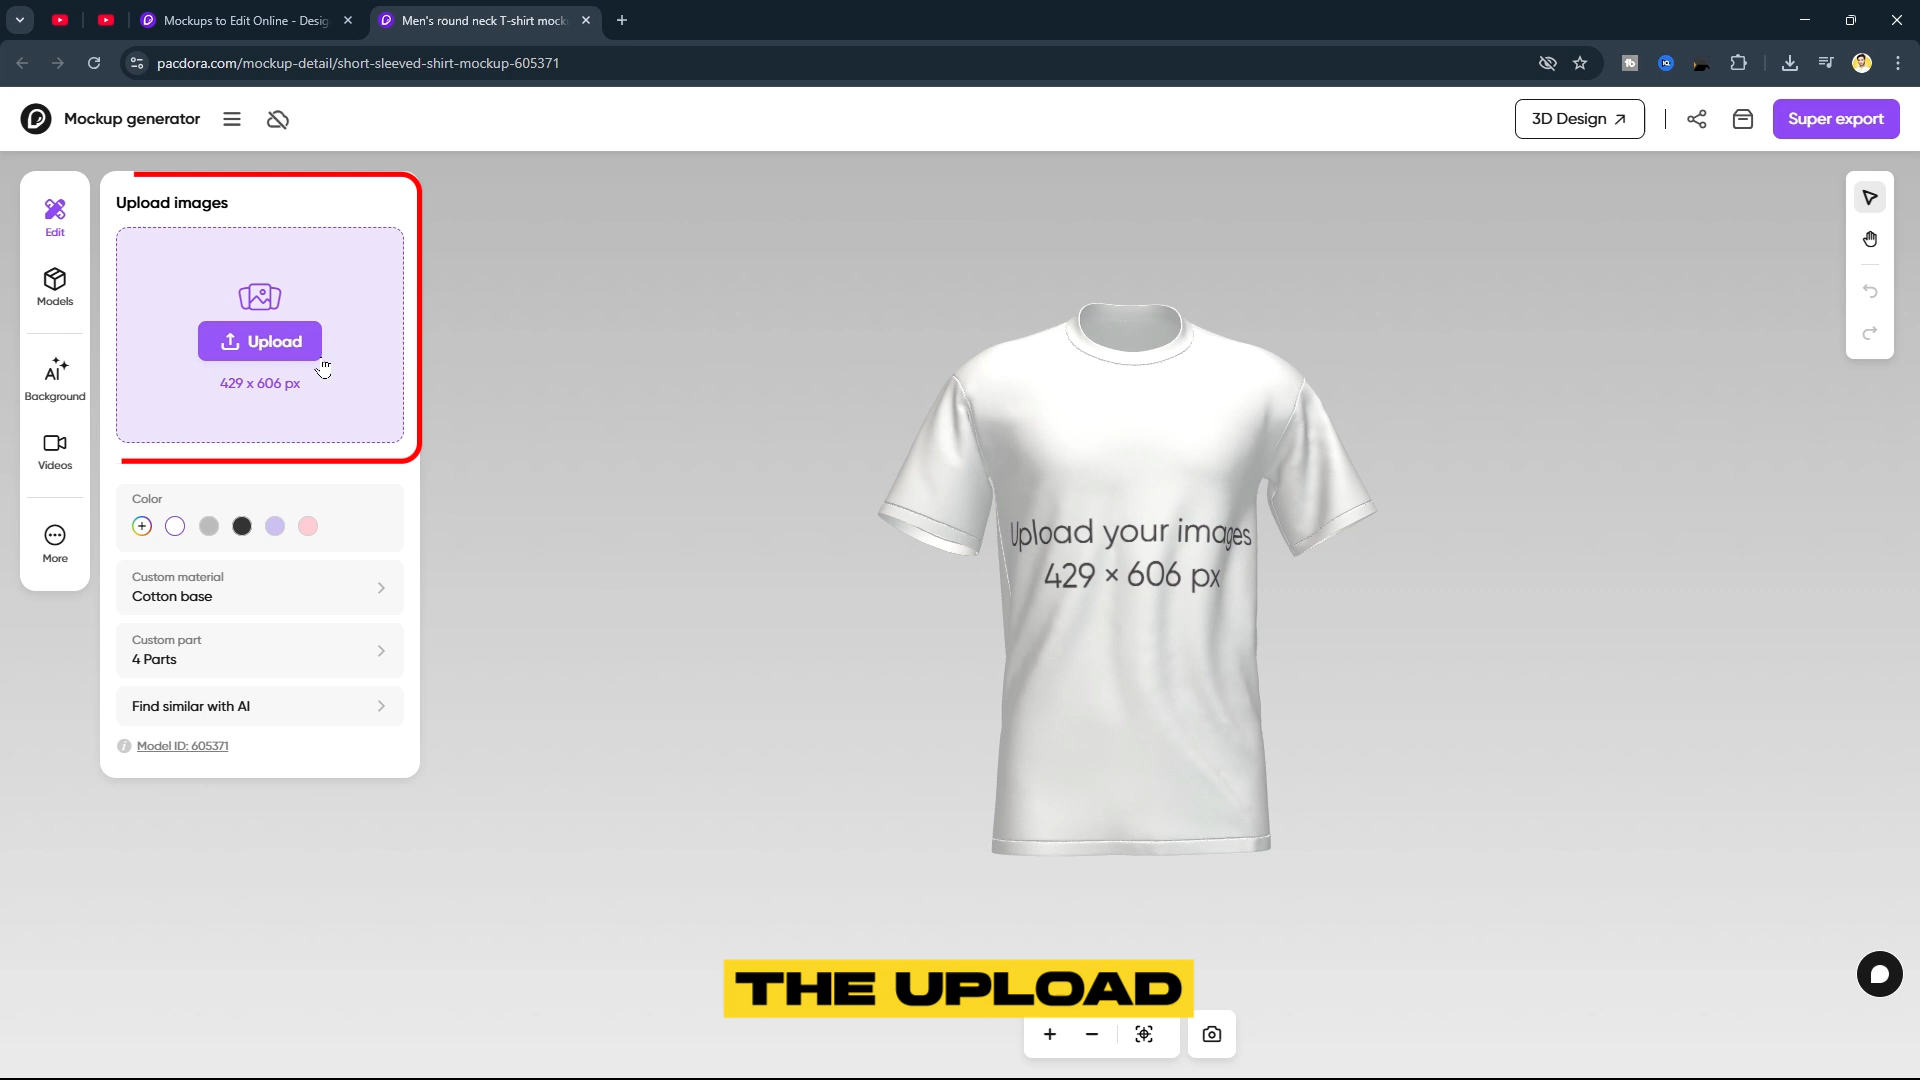 Mockups to Edit Online - Desig
Men's round neck T-shirt mock
pacdora.com/mockup-detail/short-sleeved-shirt-mockup-605371
Mockup generator
3D Design
Super export
Edit
Models
AI
Background
Videos
More
Upload images
Upload
429 x 606 px
Color
Custom material
Cotton base
Custom part
4 Parts
Find similar with AI
Model ID: 605371
Upload your images
429 × 606 px
THE UPLOAD